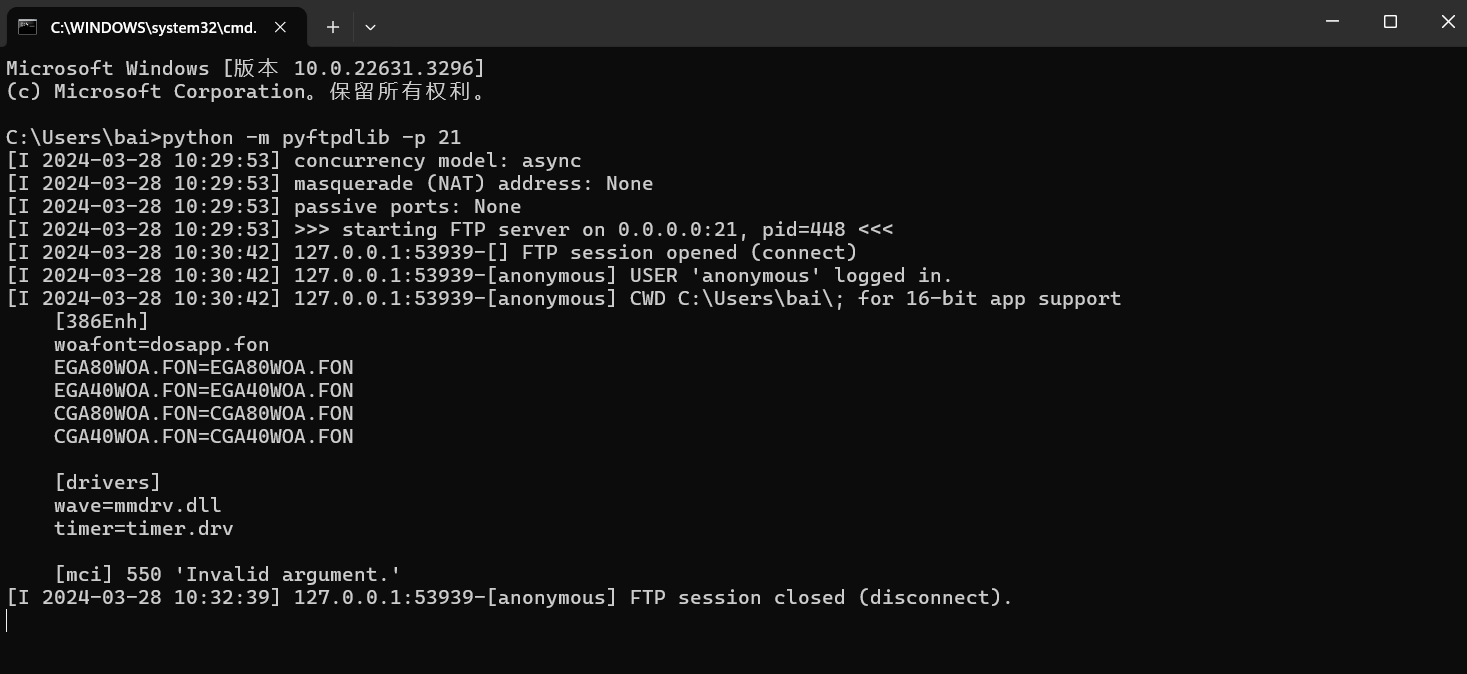 C:\WINDOWS\system32\cmd.
Microsoft Windows [版本 10.0.22631.3296]
(c) Microsoft Corporation。保留所有权利。
C:\Users\bai>python -m pyftpdlib -p 21
[I 2024-03-28 10:29:53] concurrency model: async
[I 2024-03-28 10:29:53] masquerade (NAT) address: None
[I 2024-03-28 10:29:53] passive ports: None
[I 2024-03-28 10:29:53] >>> starting FTP server on 0.0.0.0:21, pid=448 <<<
[I 2024-03-28 10:30:42] 127.0.0.1:53939-[] FTP session opened (connect)
[I 2024-03-28 10:30:42] 127.0.0.1:53939-[anonymous] USER 'anonymous' logged in.
[I 2024-03-28 10:30:42] 127.0.0.1:53939-[anonymous] CWD C:\Users\bai\; for 16-bit app support
[386Enh]
woafont=dosapp.fon
EGA80WOA.FON=EGA80WOA.FON
EGA40WOA.FON=EGA40WOA.FON
CGA80WOA.FON=CGA80WOA.FON
CGA40WOA.FON=CGA40WOA.FON
[drivers]
wave=mmdrv.dll
timer=timer.drv
[mci] 550 'Invalid argument.'
[I 2024-03-28 10:32:39] 127.0.0.1:53939-[anonymous] FTP session closed (disconnect).